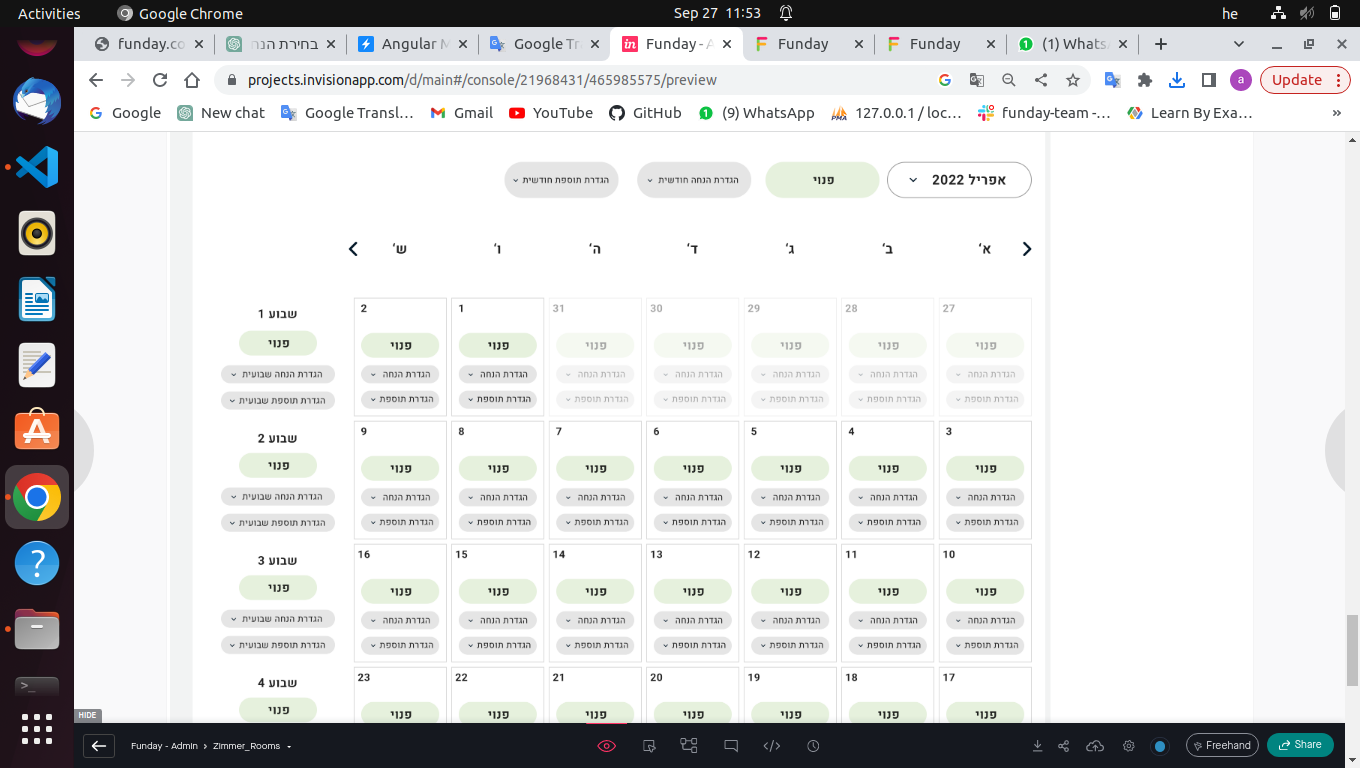 Activities
Google Chrome
Sep 27 11:53
he
funday.co
בחירת הנה
Angular M
Google Tr
Funday - A
Funday
Funday
(1) Whats
projects.invisionapp.com/d/main#/console/21968431/465985575/preview
a
Update
Google
New chat
Google Transl...
Gmail
YouTube
GitHub
(9) WhatsApp
127.0.0.1 / loc...
funday-team -...
Learn By Exa...
»
אפריל 2022
פנוי
הגדרת הנחה חודשית
הגדרת תוספת חודשית
א' ב' ג' ד' ה' ו' ש'
27 28 29 30 31 1 2 שבוע 1
פנוי פנוי פנוי פנוי פנוי פנוי פנוי פנוי
הגדרת הנחה הגדרת הנחה הגדרת הנחה הגדרת הנחה הגדרת הנחה הגדרת הנחה הגדרת הנחה הגדרת הנחה שבועית
הגדרת תוספת הגדרת תוספת הגדרת תוספת הגדרת תוספת הגדרת תוספת הגדרת תוספת הגדרת תוספת הגדרת תוספת שבועית
3 4 5 6 7 8 9 שבוע 2
פנוי פנוי פנוי פנוי פנוי פנוי פנוי פנוי
הגדרת הנחה הגדרת הנחה הגדרת הנחה הגדרת הנחה הגדרת הנחה הגדרת הנחה הגדרת הנחה הגדרת הנחה שבועית
הגדרת תוספת הגדרת תוספת הגדרת תוספת הגדרת תוספת הגדרת תוספת הגדרת תוספת הגדרת תוספת הגדרת תוספת שבועית
10 11 12 13 14 15 16 שבוע 3
פנוי פנוי פנוי פנוי פנוי פנוי פנוי פנוי
הגדרת הנחה הגדרת הנחה הגדרת הנחה הגדרת הנחה הגדרת הנחה הגדרת הנחה הגדרת הנחה הגדרת הנחה שבועית
הגדרת תוספת הגדרת תוספת הגדרת תוספת הגדרת תוספת הגדרת תוספת הגדרת תוספת הגדרת תוספת הגדרת תוספת שבועית
17 18 19 20 21 22 23 שבוע 4
פנוי פנוי פנוי פנוי פנוי פנוי פנוי פנוי
HIDE
Funday - Admin › Zimmer_Rooms
Freehand
Share